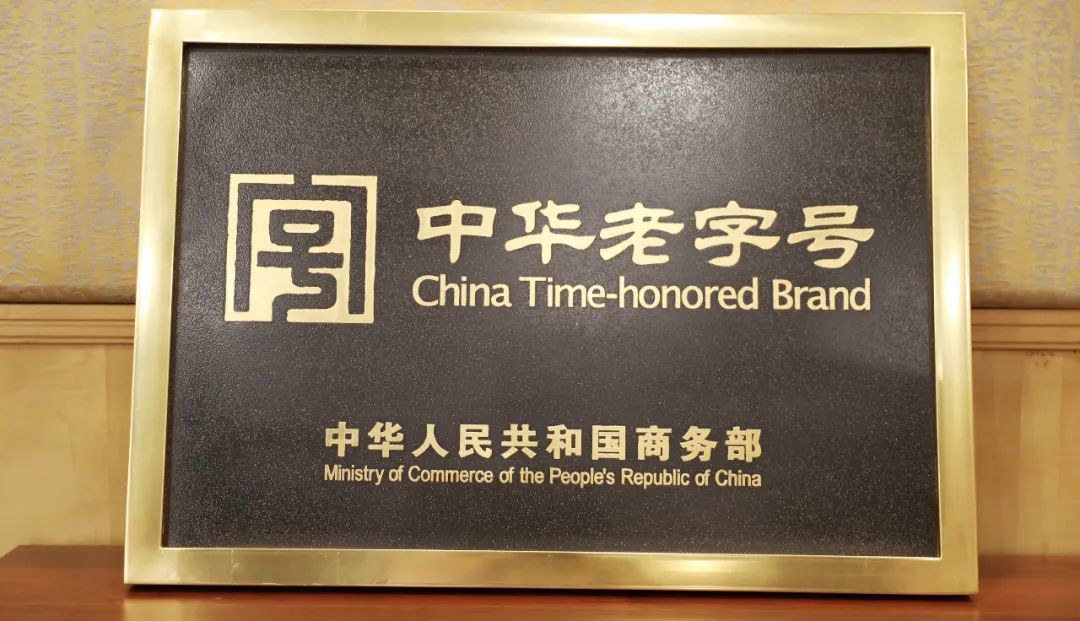 中华老字号
China Time-honored Brand
中华人民共和国商务部
Ministry of Commerce of the People's Republic of China